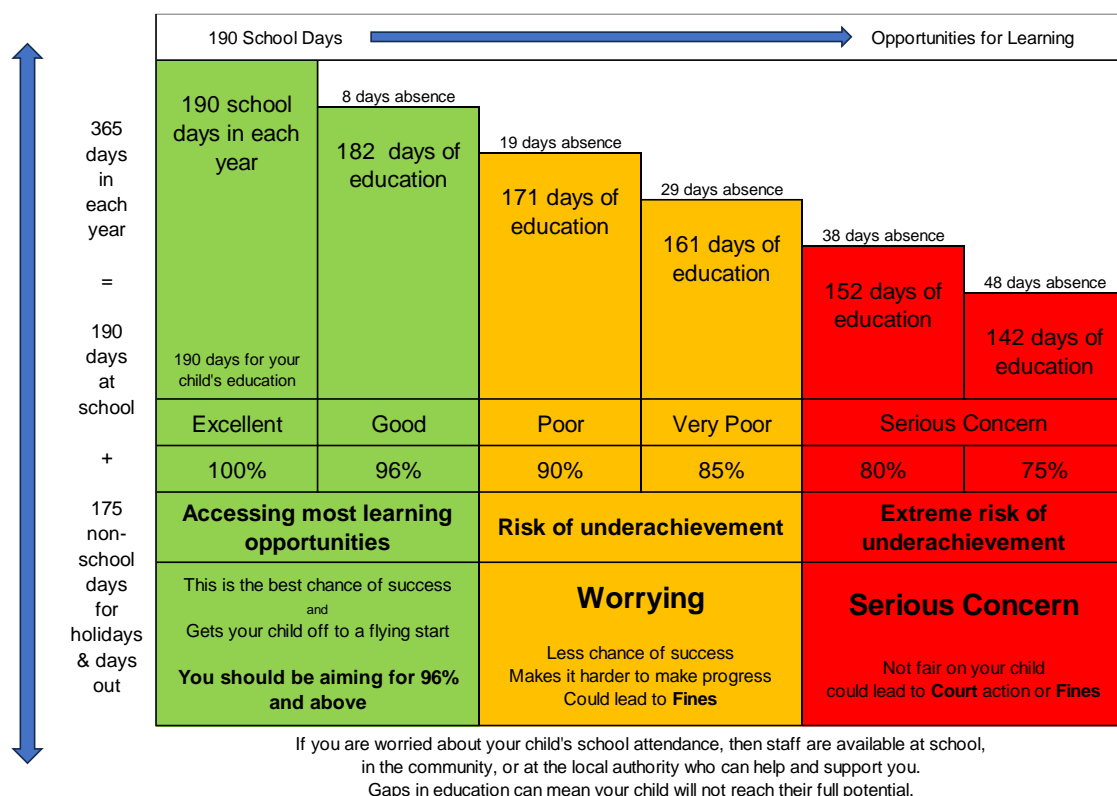 190 School Days
Opportunities for Learning
365
days
in
each
year
=
190
days
at
school
+
175
non-
school
days
for
holidays
& days
out
190 school
days in each
year
190 days for your
child's education
8 days absence
182 days of
education
19 days absence
171 days of
education
29 days absence
161 days of
education
38 days absence
152 days of
education
48 days absence
142 days of
education
Excellent
Good
Poor
Very Poor
Serious Concern
100%
96%
90%
85%
80%
75%
Accessing most learning
opportunities
Risk of underachievement
Extreme risk of
underachievement
This is the best chance of success
and
Gets your child off to a flying start
You should be aiming for 96%
and above
Worrying
Less chance of success
Makes it harder to make progress
Could lead to Fines
Serious Concern
Not fair on your child
could lead to Court action or Fines
If you are worried about your child's school attendance, then staff are available at school,
in the community, or at the local authority who can help and support you.
Gaps in education can mean your child will not reach their full potential.